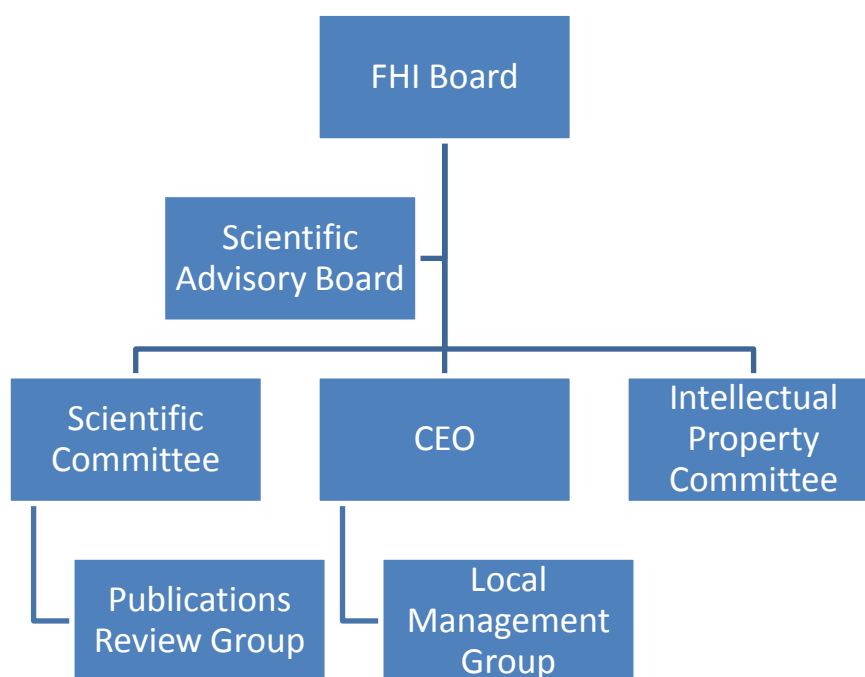 FHI Board
Scientific
Advisory Board
Scientific
Committee
CEO
Intellectual
Property
Committee
Publications
Review Group
Local
Management
Group